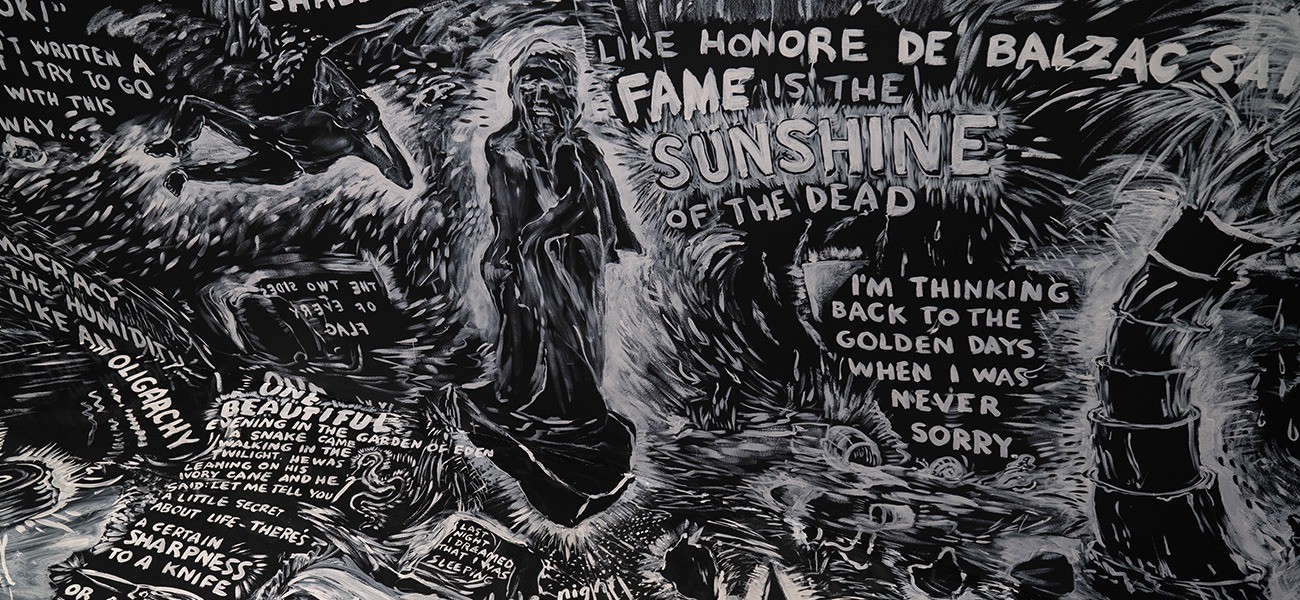 'T WRITTEN A
I TRY TO GO
WITH THIS
WAY...
LIKE HONORE DE BALZAC SAI
FAME IS THE
SUNSHINE
OF THE DEAD
I'M THINKING
BACK TO THE
GOLDEN DAYS
WHEN I WAS
NEVER
SORRY.
MOCRACY
THE HUMIDITY
LIKE AN OLIGARCHY
THE TWO SIDES
OF EVERY
FLAG
ONE
BEAUTIFUL
EVENING IN THE GARDEN OF EDEN
A SNAKE CAME
WALKING IN THE
TWILIGHT. HE WAS
LEANING ON HIS
IVORY CANE AND HE
SAID: LET ME TELL YOU
A LITTLE SECRET
ABOUT LIFE - THERE'S
A CERTAIN
SHARPNESS
TO A KNIFE
OR A
LAST
NIGHT
I DREAMED
THAT I WAS
SLEEPING
night